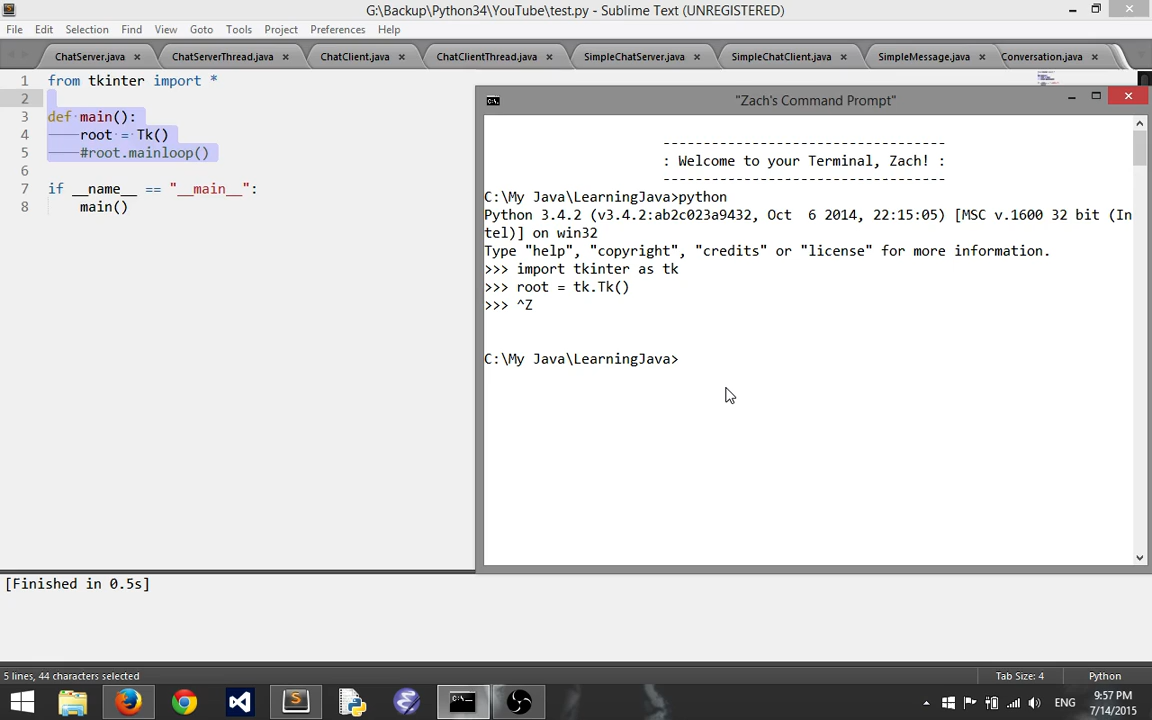 G:\Backup\Python34\YouTube\test.py - Sublime Text (UNREGISTERED)
File Edit Selection Find View Goto Tools Project Preferences Help
ChatServer.java ChatServerThread.java ChatClient.java ChatClientThread.java SimpleChatServer.java SimpleChatClient.java SimpleMessage.java Conversation.java
1 from tkinter import *
2
3 def main():
4 root = Tk()
5 #root.mainloop()
6
7 if __name__ == "__main__":
8 main()
"Zach's Command Prompt"
-----------------------------------
: Welcome to your Terminal, Zach! :
-----------------------------------
C:\My Java\LearningJava>python
Python 3.4.2 (v3.4.2:ab2c023a9432, Oct  6 2014, 22:15:05) [MSC v.1600 32 bit (In
tel)] on win32
Type "help", "copyright", "credits" or "license" for more information.
>>> import tkinter as tk
>>> root = tk.Tk()
>>> ^Z
C:\My Java\LearningJava>
[Finished in 0.5s]
5 lines, 44 characters selected Tab Size: 4 Python
ENG
9:57 PM
7/14/2015